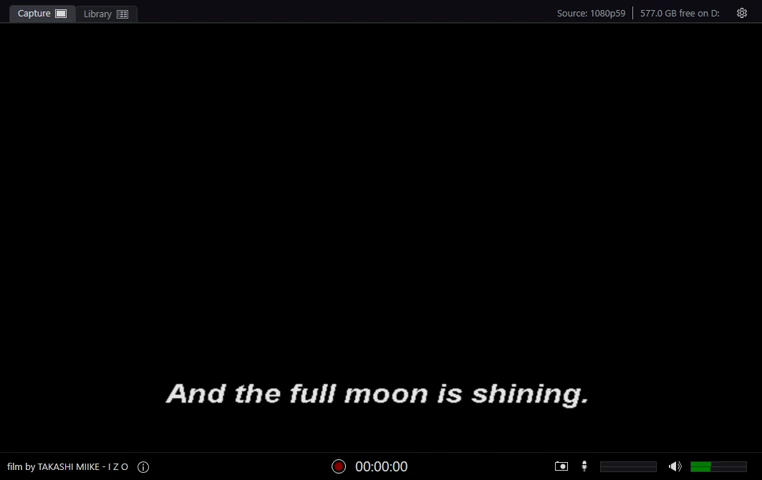 Capture Library Source: 1080p59 577.0 GB free on D:
And the full moon is shining.
film by TAKASHI MIIKE - I Z O 00:00:00